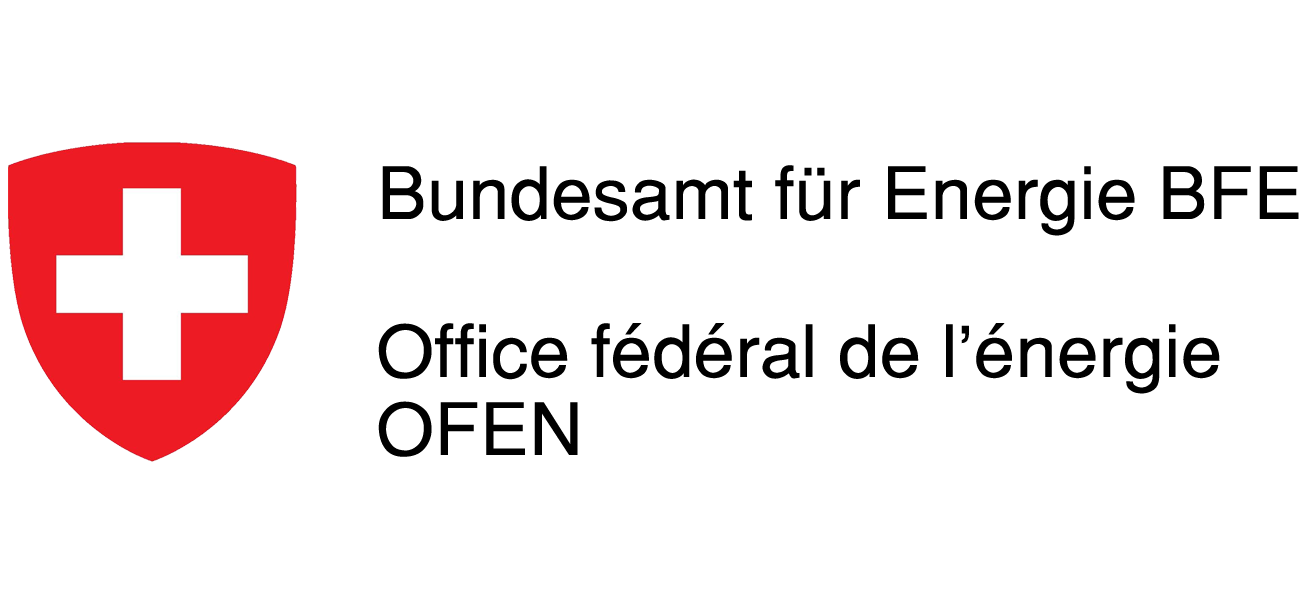 Bundesamt für Energie BFE
Office fédéral de l’énergie
OFEN